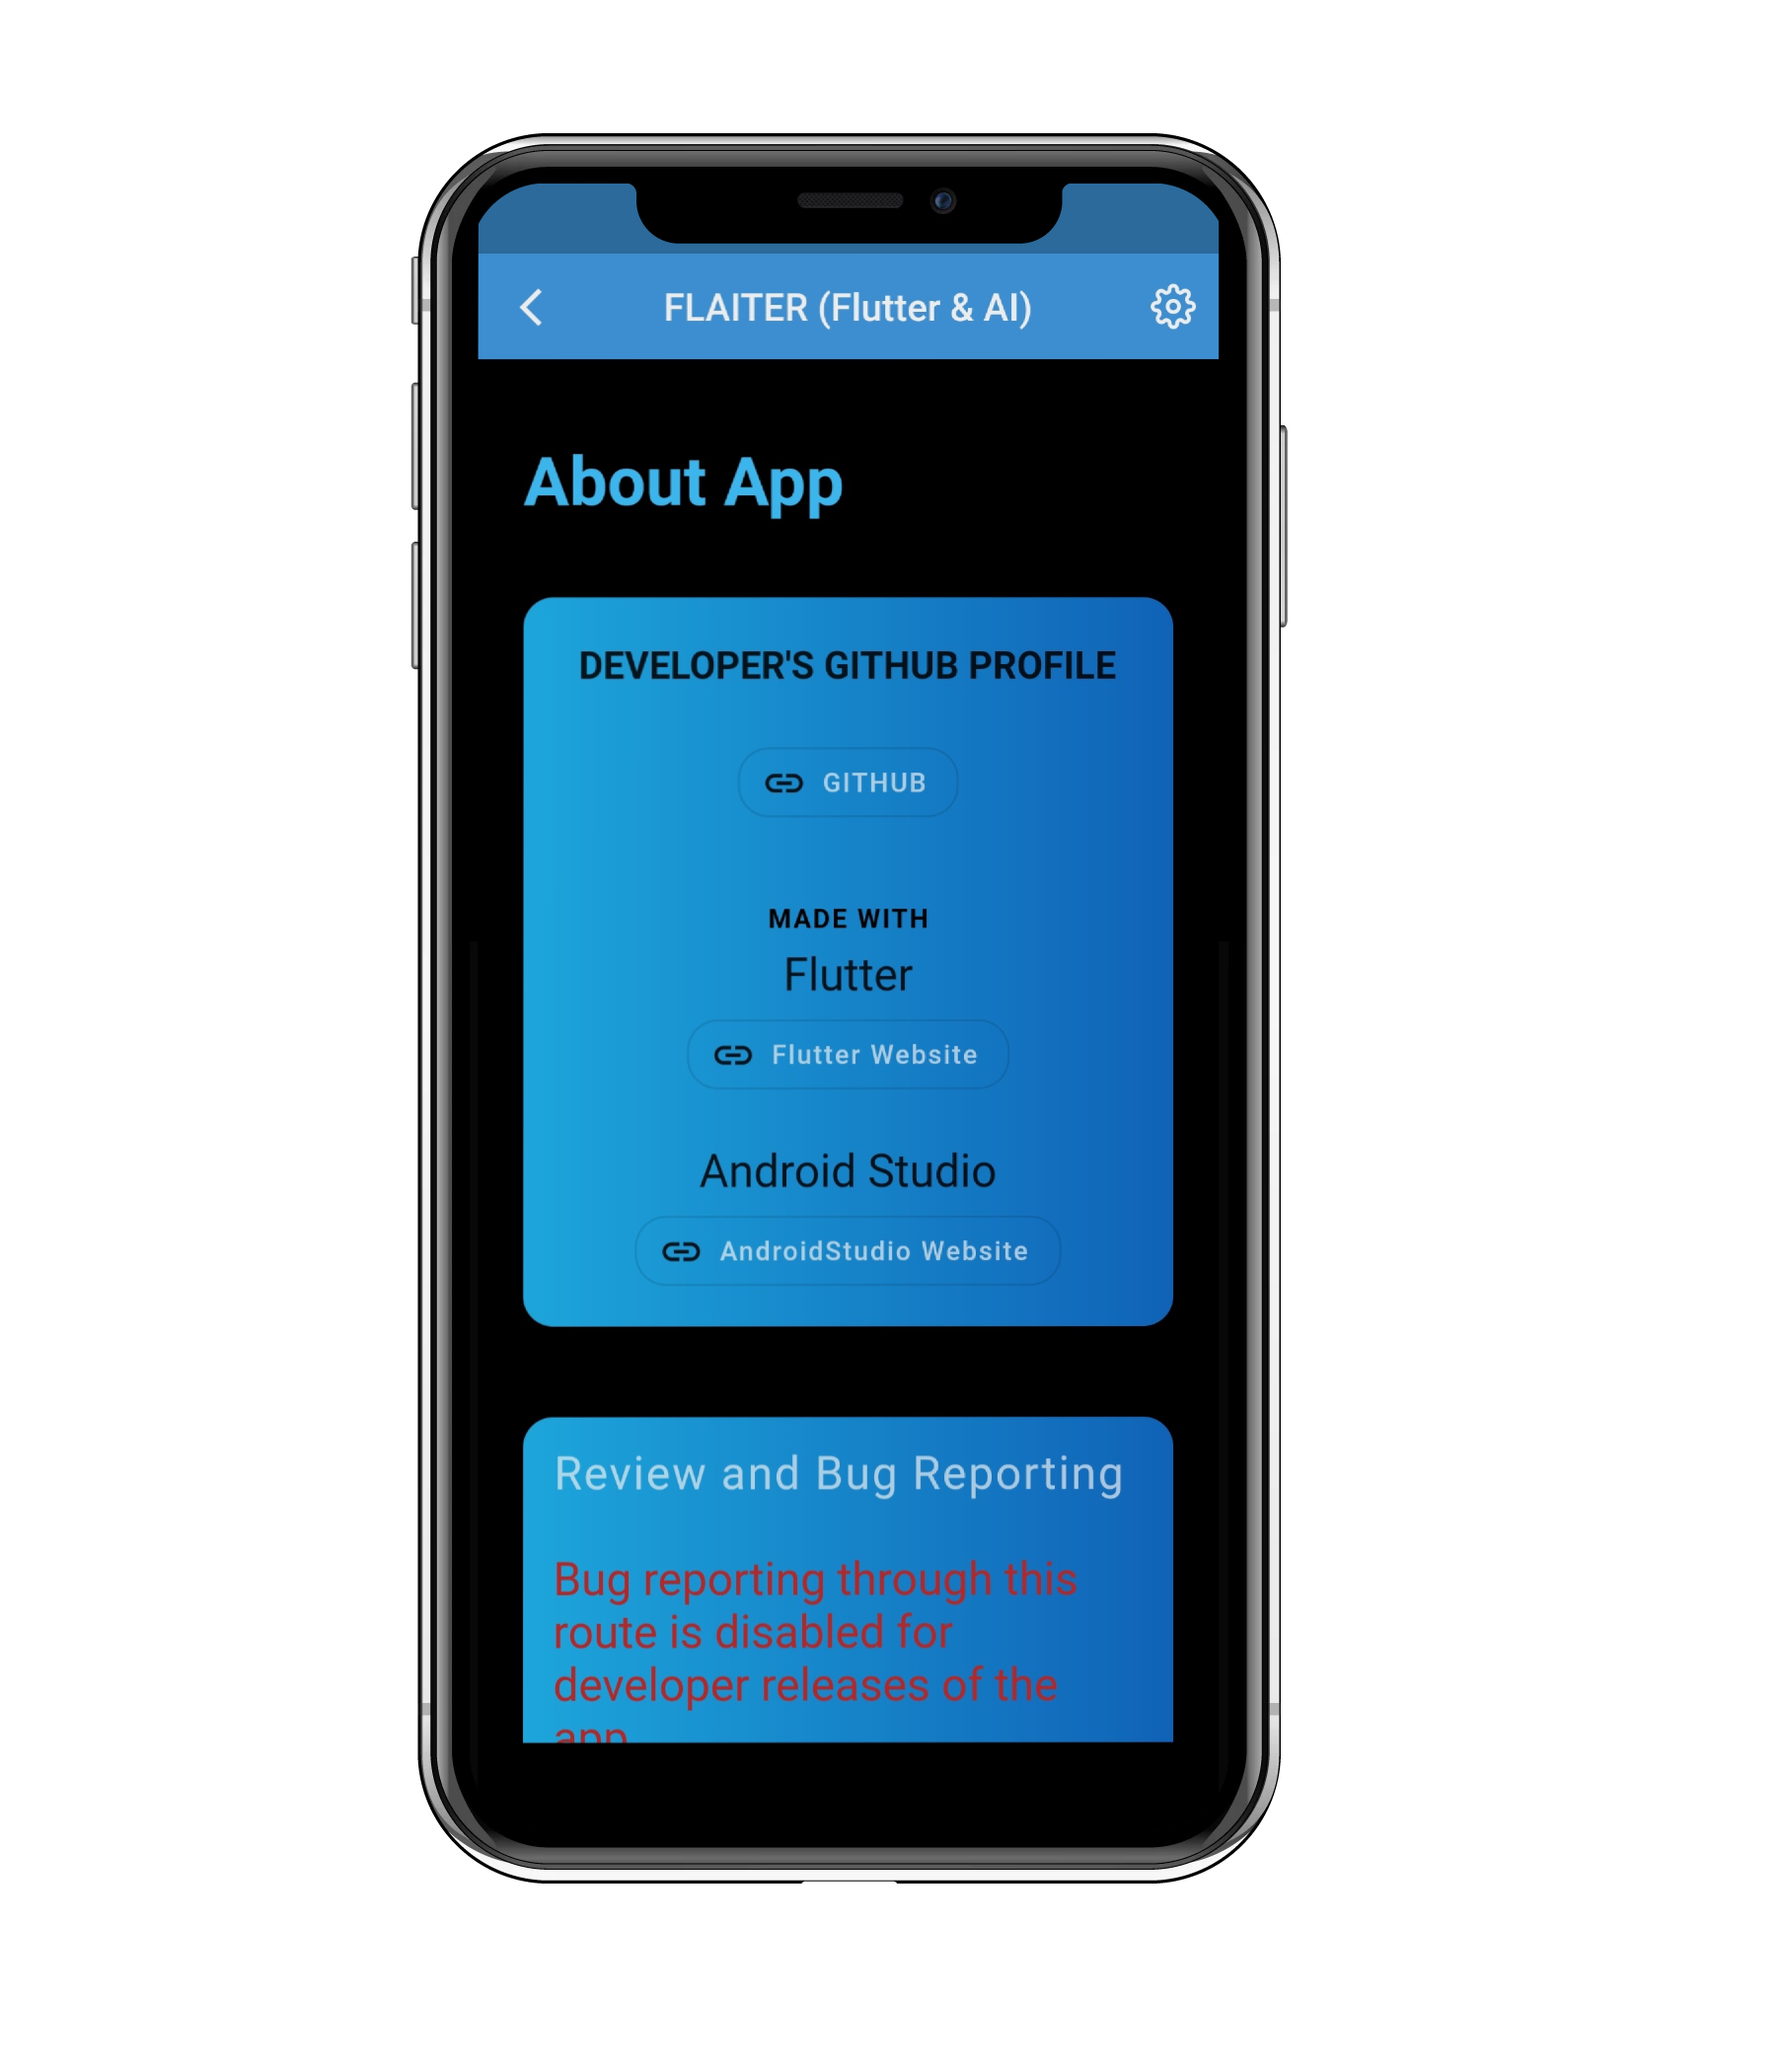 FLAITER (Flutter & AI)
About App
DEVELOPER'S GITHUB PROFILE
GITHUB
MADE WITH
Flutter
Flutter Website
Android Studio
AndroidStudio Website
Review and Bug Reporting
Bug reporting through this
route is disabled for
developer releases of the
app